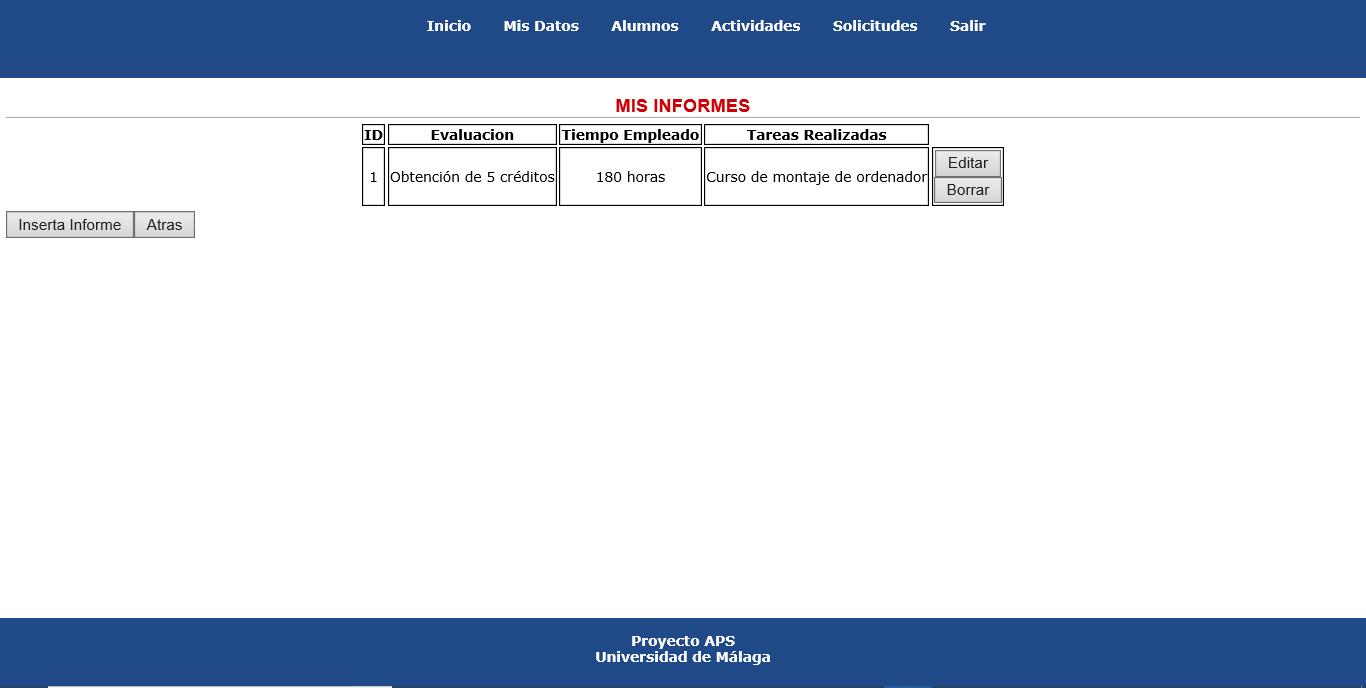 Inicio Mis Datos Alumnos Actividades Solicitudes Salir
MIS INFORMES
ID Evaluacion Tiempo Empleado Tareas Realizadas
1 Obtención de 5 créditos 180 horas Curso de montaje de ordenador Editar
Borrar
Inserta Informe Atras
Proyecto APS
Universidad de Málaga